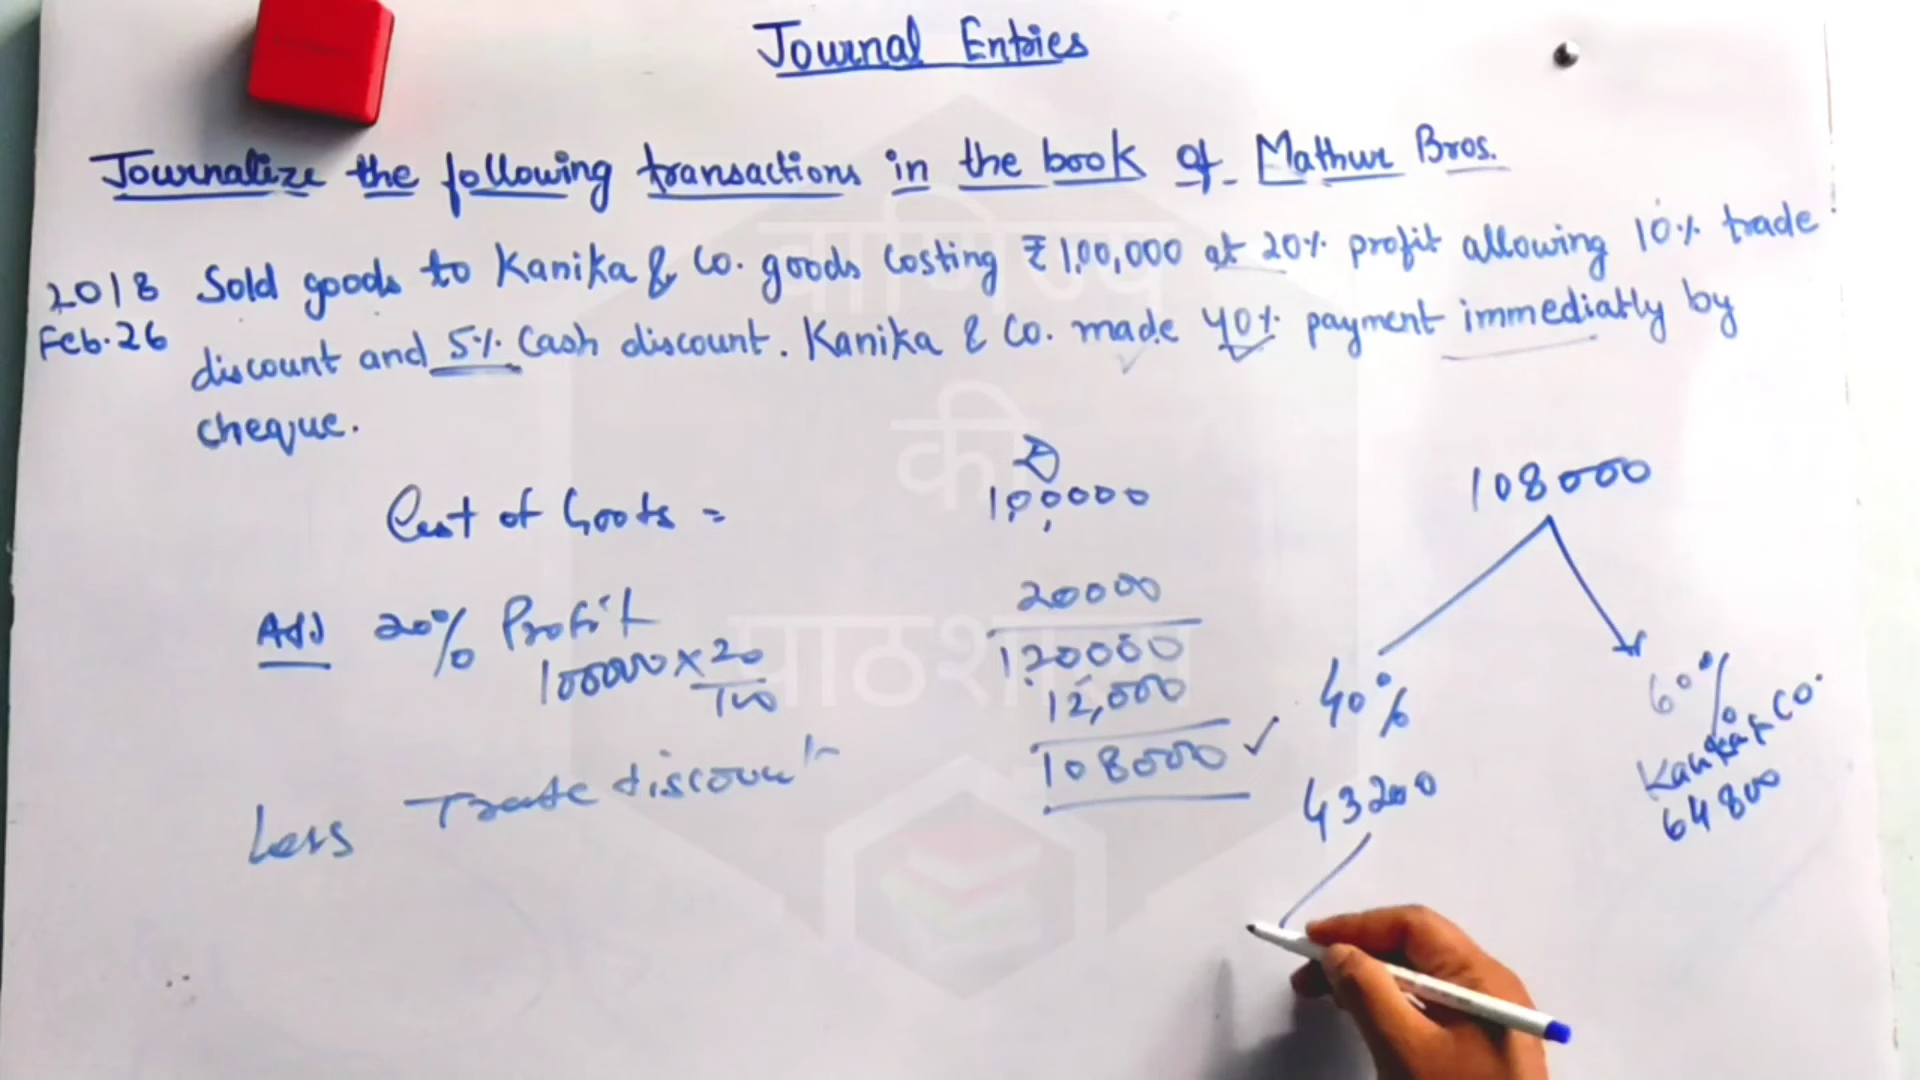 Journal Entries
Journalize the following transactions in the book of Mathur Bros.
2018 Sold goods to Kanika & Co. goods costing ₹1,00,000 at 20% profit allowing 10% trade
Feb.26 discount and 5% Cash discount. Kanika & Co. made 40% payment immediatly by
cheque.
Cost of Goods = 1,00000
Add 20% Profit 20000
100000 × 20/100 120000
12,000
Less Trade discount 108000
108000
40% 60%
Kanika & Co.
43200 64800
वाणिज्य
की
पाठशाला